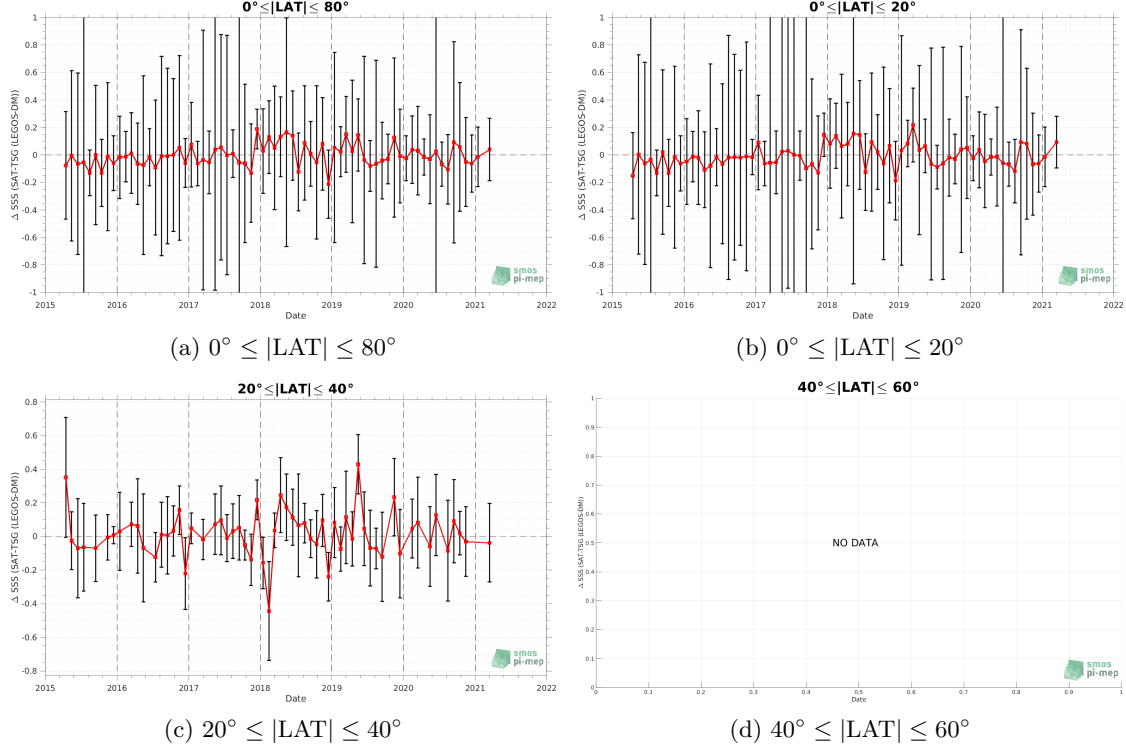 0°≤|LAT|≤ 80°
Δ SSS (SAT-TSG (LEGOS-DM))
1
0.8
0.6
0.4
0.2
0
-0.2
-0.4
-0.6
-0.8
-1
2015 2016 2017 2018 2019 2020 2021 2022
Date
smos
pi-mep
(a) 0° ≤ |LAT| ≤ 80°
0°≤|LAT|≤ 20°
Δ SSS (SAT-TSG (LEGOS-DM))
1
0.8
0.6
0.4
0.2
0
-0.2
-0.4
-0.6
-0.8
-1
2015 2016 2017 2018 2019 2020 2021 2022
Date
smos
pi-mep
(b) 0° ≤ |LAT| ≤ 20°
20°≤|LAT|≤ 40°
Δ SSS (SAT-TSG (LEGOS-DM))
0.8
0.6
0.4
0.2
0
-0.2
-0.4
-0.6
-0.8
2015 2016 2017 2018 2019 2020 2021 2022
Date
smos
pi-mep
(c) 20° ≤ |LAT| ≤ 40°
40°≤|LAT|≤ 60°
Δ SSS (SAT-TSG (LEGOS-DM))
1
0.9
0.8
0.7
0.6
0.5
0.4
0.3
0.2
0.1
0
NO DATA
0 0.1 0.2 0.3 0.4 0.5 0.6 0.7 0.8 0.9 1
Date
smos
pi-mep
(d) 40° ≤ |LAT| ≤ 60°